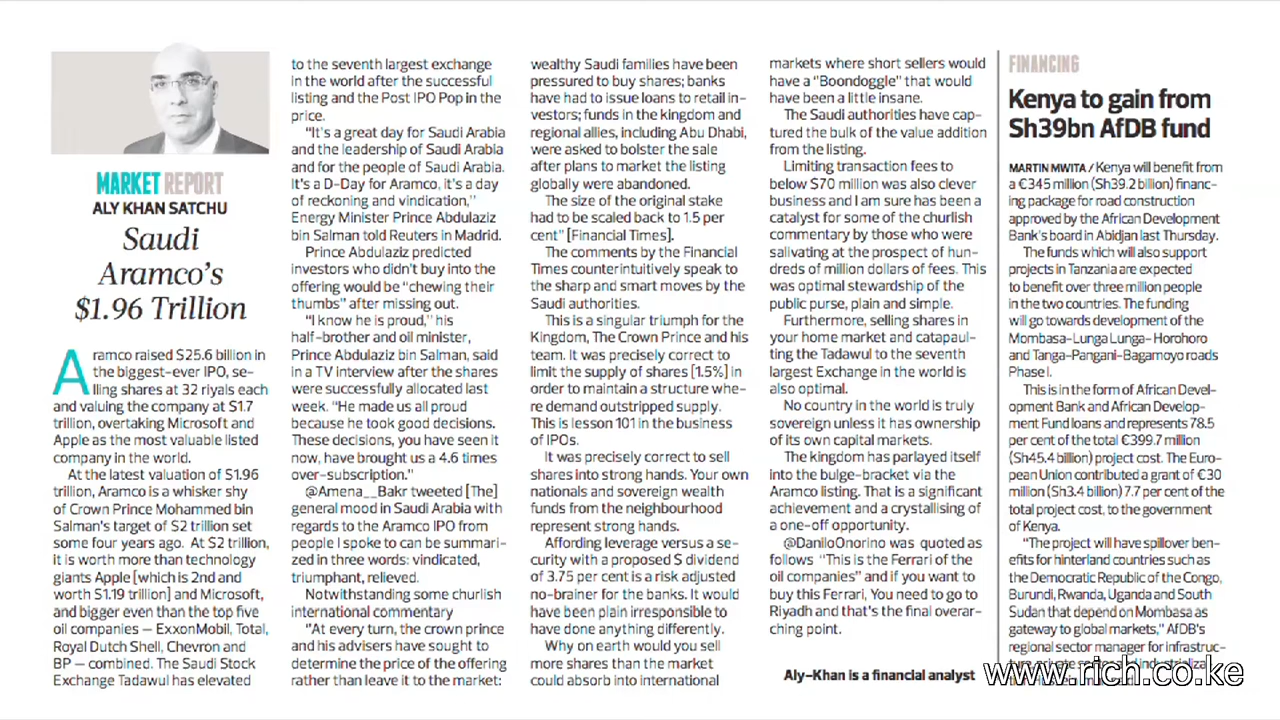 MARKET REPORT
ALY KHAN SATCHU
Saudi
Aramco's
$1.96 Trillion
Aramco raised $25.6 billion in
the biggest-ever IPO, se-
lling shares at 32 riyals each
and valuing the company at $1.7
trillion, overtaking Microsoft and
Apple as the most valuable listed
company in the world.
At the latest valuation of $1.96
trillion, Aramco is a whisker shy
of Crown Prince Mohammed bin
Salman's target of $2 trillion set
some four years ago. At $2 trillion,
it is worth more than technology
giants Apple [which is 2nd and
worth $1.19 trillion] and Microsoft,
and bigger even than the top five
oil companies — ExxonMobil, Total,
Royal Dutch Shell, Chevron and
BP — combined. The Saudi Stock
Exchange Tadawul has elevated
to the seventh largest exchange
in the world after the successful
listing and the Post IPO Pop in the
price.
"It's a great day for Saudi Arabia
and the leadership of Saudi Arabia
and for the people of Saudi Arabia.
It's a D-Day for Aramco, it's a day
of reckoning and vindication,"
Energy Minister Prince Abdulaziz
bin Salman told Reuters in Madrid.
Prince Abdulaziz predicted
investors who didn't buy into the
offering would be "chewing their
thumbs" after missing out.
"I know he is proud," his
half-brother and oil minister,
Prince Abdulaziz bin Salman, said
in a TV interview after the shares
were successfully allocated last
week. "He made us all proud
because he took good decisions.
These decisions, you have seen it
now, have brought us a 4.6 times
over-subscription."
@Amena__Bakr tweeted [The]
general mood in Saudi Arabia with
regards to the Aramco IPO from
people I spoke to can be summari-
zed in three words: vindicated,
triumphant, relieved.
Notwithstanding some churlish
international commentary
"At every turn, the crown prince
and his advisers have sought to
determine the price of the offering
rather than leave it to the market:
wealthy Saudi families have been
pressured to buy shares; banks
have had to issue loans to retail in-
vestors; funds in the kingdom and
regional allies, including Abu Dhabi,
were asked to bolster the sale
after plans to market the listing
globally were abandoned.
The size of the original stake
had to be scaled back to 1.5 per
cent" [Financial Times].
The comments by the Financial
Times counterintuitively speak to
the sharp and smart moves by the
Saudi authorities.
This is a singular triumph for the
Kingdom, The Crown Prince and his
team. It was precisely correct to
limit the supply of shares [1.5%] in
order to maintain a structure whe-
re demand outstripped supply.
This is lesson 101 in the business
of IPOs.
It was precisely correct to sell
shares into strong hands. Your own
nationals and sovereign wealth
funds from the neighbourhood
represent strong hands.
Affording leverage versus a se-
curity with a proposed $ dividend
of 3.75 per cent is a risk adjusted
no-brainer for the banks. It would
have been plain irresponsible to
have done anything differently.
Why on earth would you sell
more shares than the market
could absorb into international
markets where short sellers would
have a "Boondoggle" that would
have been a little insane.
The Saudi authorities have cap-
tured the bulk of the value addition
from the listing.
Limiting transaction fees to
below $70 million was also clever
business and I am sure has been a
catalyst for some of the churlish
commentary by those who were
salivating at the prospect of hun-
dreds of million dollars of fees. This
was optimal stewardship of the
public purse, plain and simple.
Furthermore, selling shares in
your home market and catapaul-
ting the Tadawul to the seventh
largest Exchange in the world is
also optimal.
No country in the world is truly
sovereign unless it has ownership
of its own capital markets.
The kingdom has parlayed itself
into the bulge-bracket via the
Aramco listing. That is a significant
achievement and a crystallising of
a one-off opportunity.
@DaniloOnorino was quoted as
follows "This is the Ferrari of the
oil companies" and if you want to
buy this Ferrari, You need to go to
Riyadh and that's the final overar-
ching point.
Aly-Khan is a financial analyst
FINANCING
Kenya to gain from
Sh39bn AfDB fund
MARTIN MWITA / Kenya will benefit from
a €345 million (Sh39.2 billion) financ-
ing package for road construction
approved by the African Development
Bank's board in Abidjan last Thursday.
The funds which will also support
projects in Tanzania are expected
to benefit over three million people
in the two countries. The funding
will go towards development of the
Mombasa-Lunga Lunga- Horohoro
and Tanga-Pangani-Bagamoyo roads
Phase I.
This is in the form of African Devel-
opment Bank and African Develop-
ment Fund loans and represents 78.5
per cent of the total €399.7 million
(Sh45.4 billion) project cost. The Euro-
pean Union contributed a grant of €30
million (Sh3.4 billion) 7.7 per cent of the
total project cost, to the government
of Kenya.
"The project will have spillover ben-
efits for hinterland countries such as
the Democratic Republic of the Congo,
Burundi, Rwanda, Uganda and South
Sudan that depend on Mombasa as
gateway to global markets," AfDB's
regional sector manager for infrastruc-
www.rich.co.ke